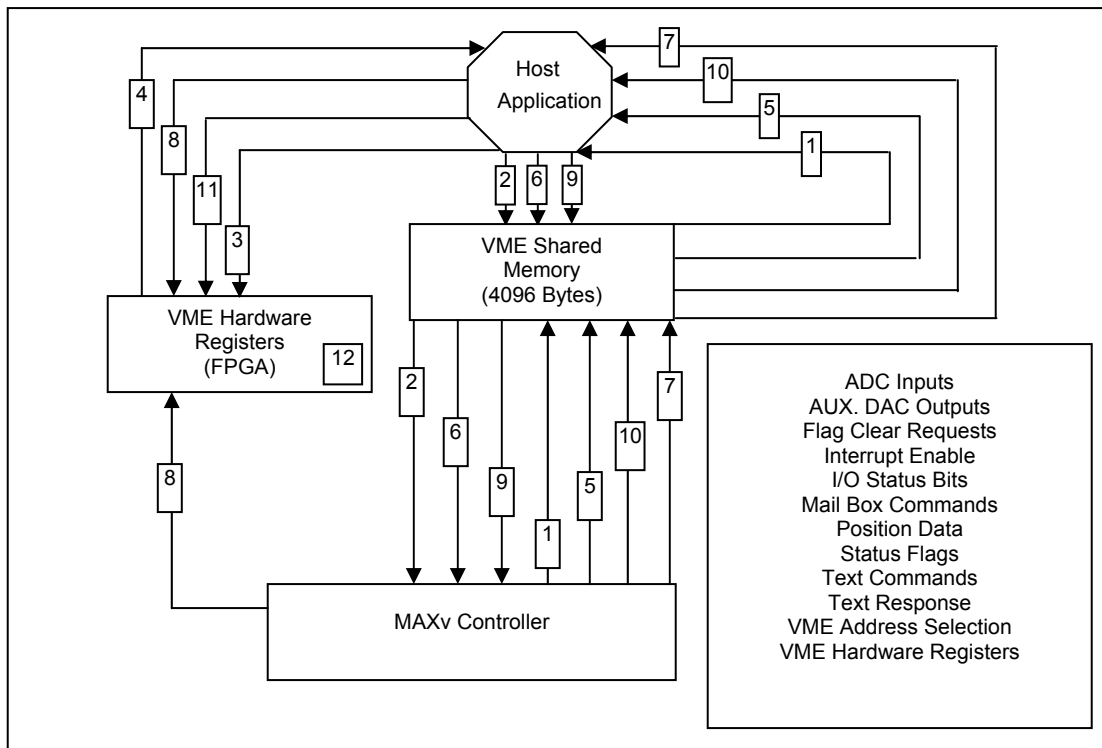 Host
Application
7
10
5
1
4
8
11
3
2
6
9
VME Shared
Memory
(4096 Bytes)
VME Hardware
Registers
(FPGA)
12
2
6
9
1
5
10
7
8
MAXv Controller
ADC Inputs
AUX. DAC Outputs
Flag Clear Requests
Interrupt Enable
I/O Status Bits
Mail Box Commands
Position Data
Status Flags
Text Commands
Text Response
VME Address Selection
VME Hardware Registers